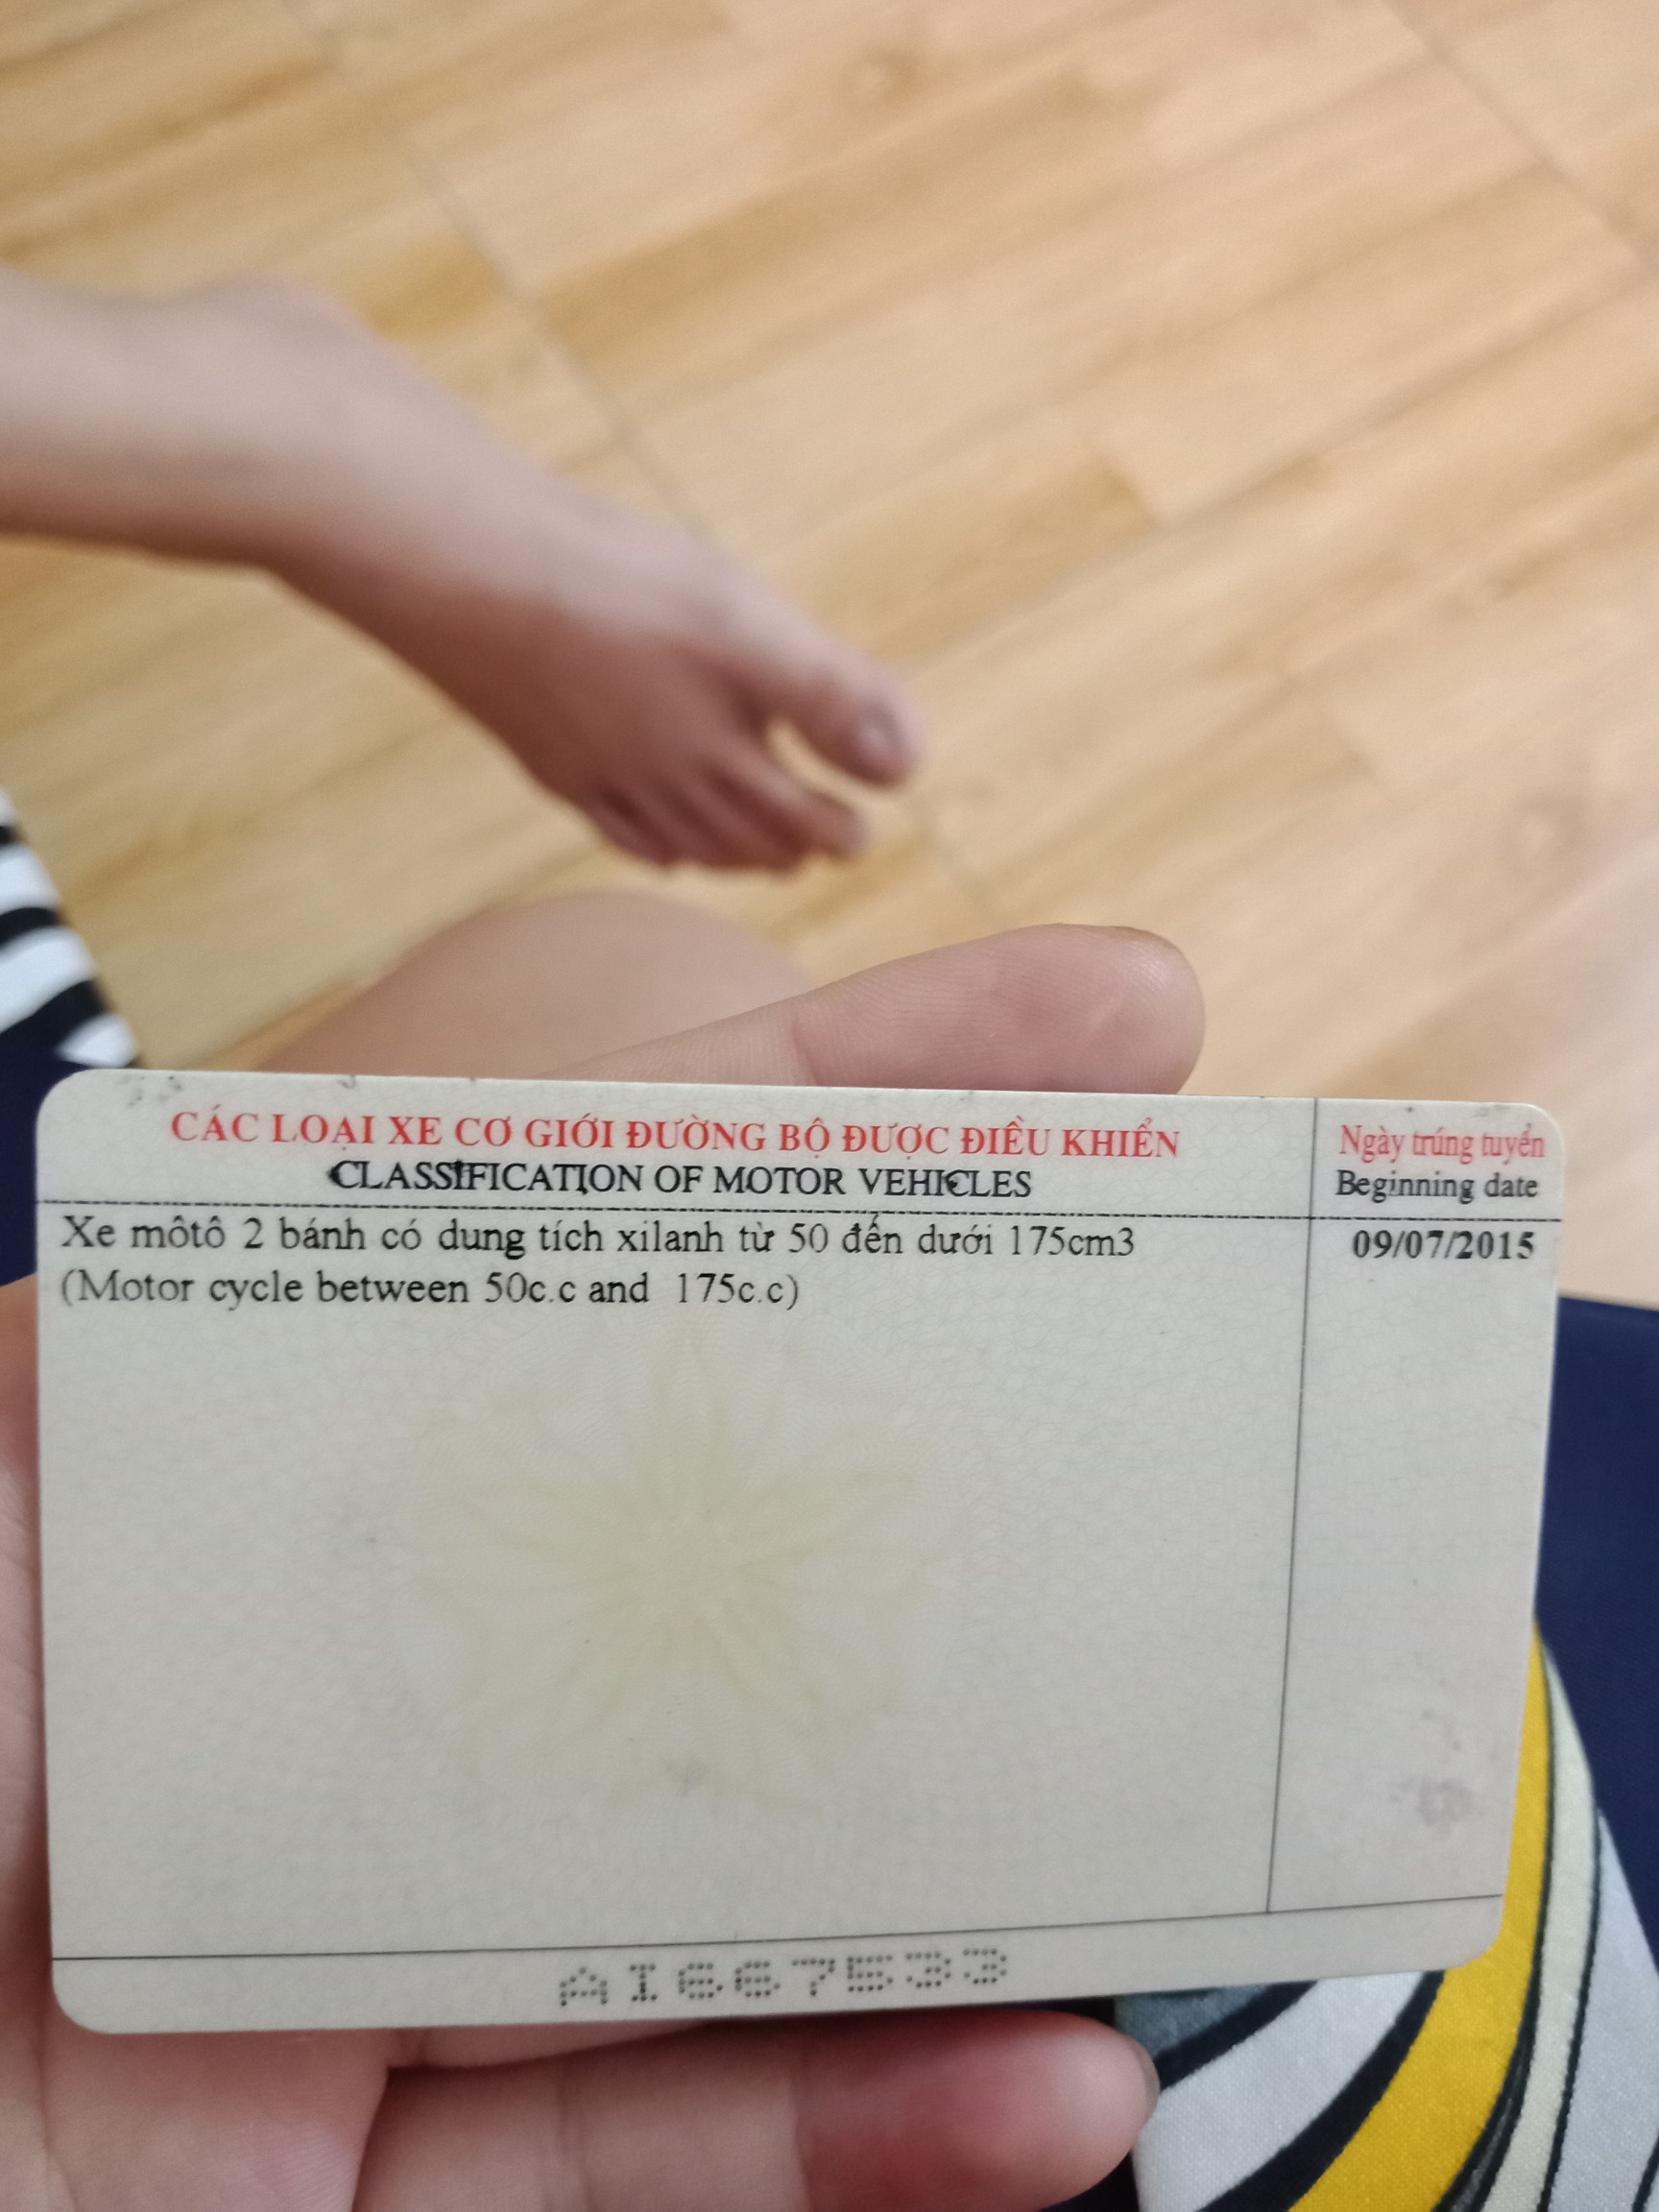 CÁC LOẠI XE CƠ GIỚI ĐƯỜNG BỘ ĐƯỢC ĐIỀU KHIỂN
CLASSIFICATION OF MOTOR VEHICLES
Ngày trúng tuyển
Beginning date
Xe môtô 2 bánh có dung tích xilanh từ 50 đến dưới 175cm3
(Motor cycle between 50c.c and 175c.c)
09/07/2015
AI667533